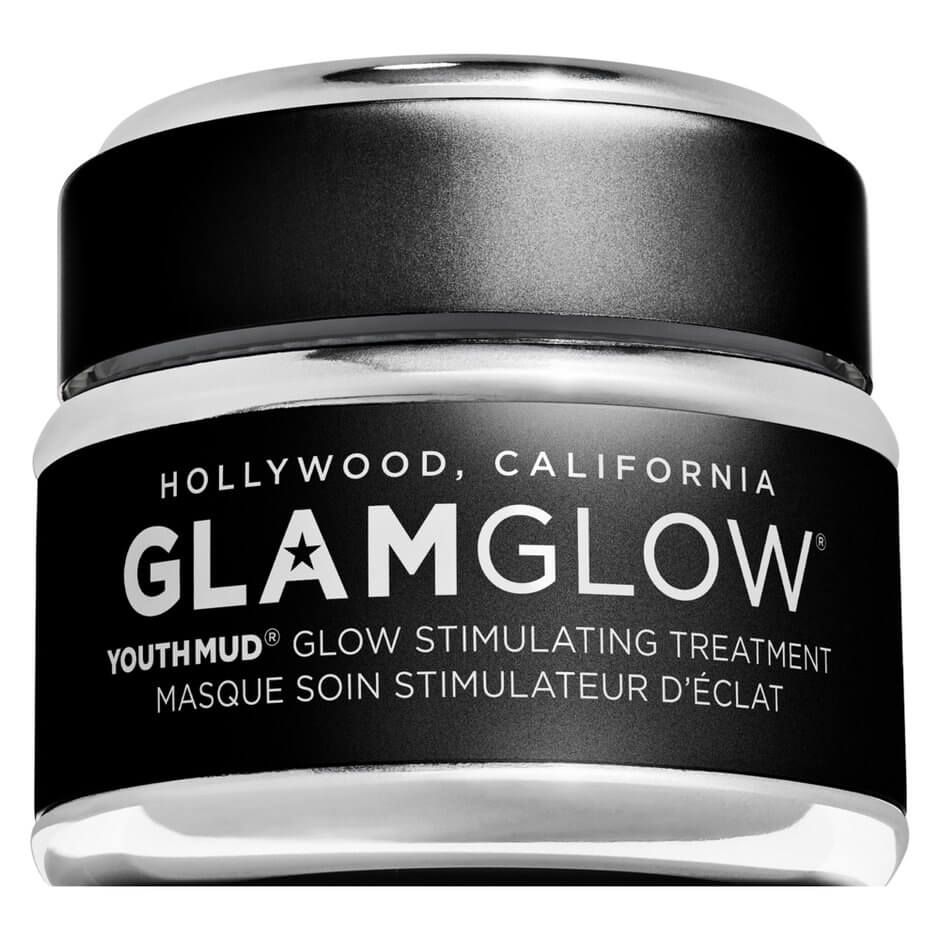 HOLLYWOOD, CALIFORNIA
GLAMGLOW®
YOUTHMUD® GLOW STIMULATING TREATMENT
MASQUE SOIN STIMULATEUR D'ÉCLAT